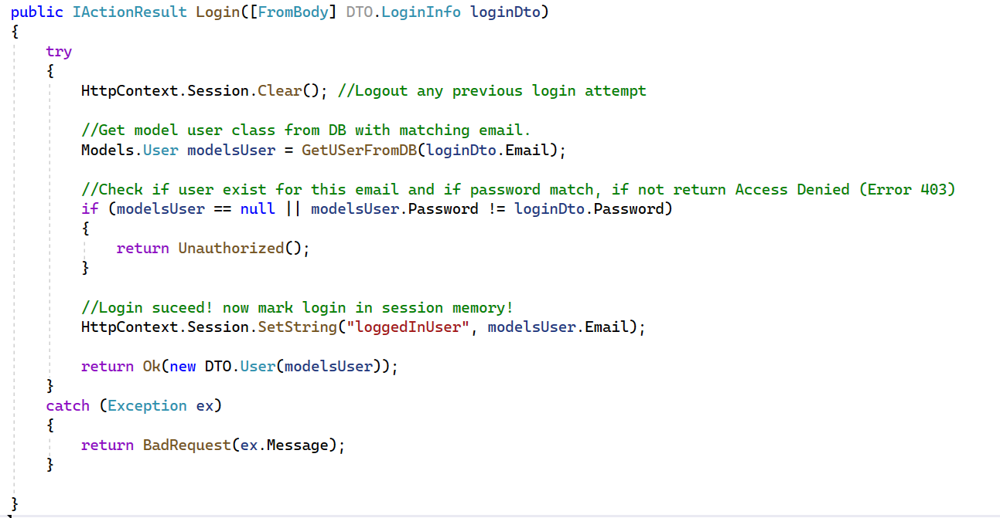 public IActionResult Login([FromBody] DTO.LoginInfo loginDto)
{
try
{
HttpContext.Session.Clear(); //Logout any previous login attempt
//Get model user class from DB with matching email.
Models.User modelsUser = GetUSerFromDB(loginDto.Email);
//Check if user exist for this email and if password match, if not return Access Denied (Error 403)
if (modelsUser == null || modelsUser.Password != loginDto.Password)
{
return Unauthorized();
}
//Login suceed! now mark login in session memory!
HttpContext.Session.SetString("loggedInUser", modelsUser.Email);
return Ok(new DTO.User(modelsUser));
}
catch (Exception ex)
{
return BadRequest(ex.Message);
}
}